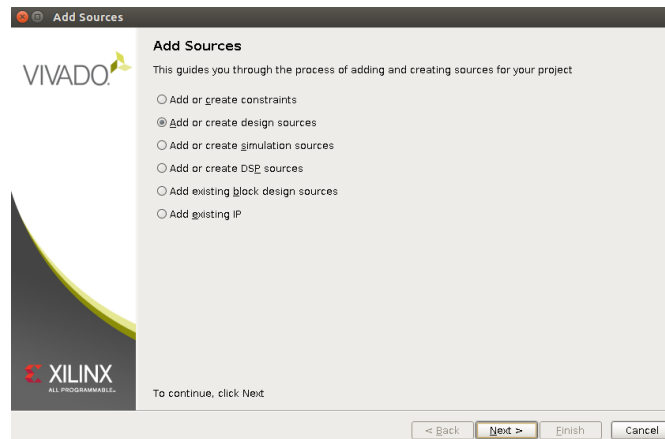 Add Sources
VIVADO.
Add Sources
This guides you through the process of adding and creating sources for your project
Add or create constraints
Add or create design sources
Add or create simulation sources
Add or create DSP sources
Add existing block design sources
Add existing IP
XILINX
ALL PROGRAMMABLE.
To continue, click Next
< Back
Next >
Finish
Cancel